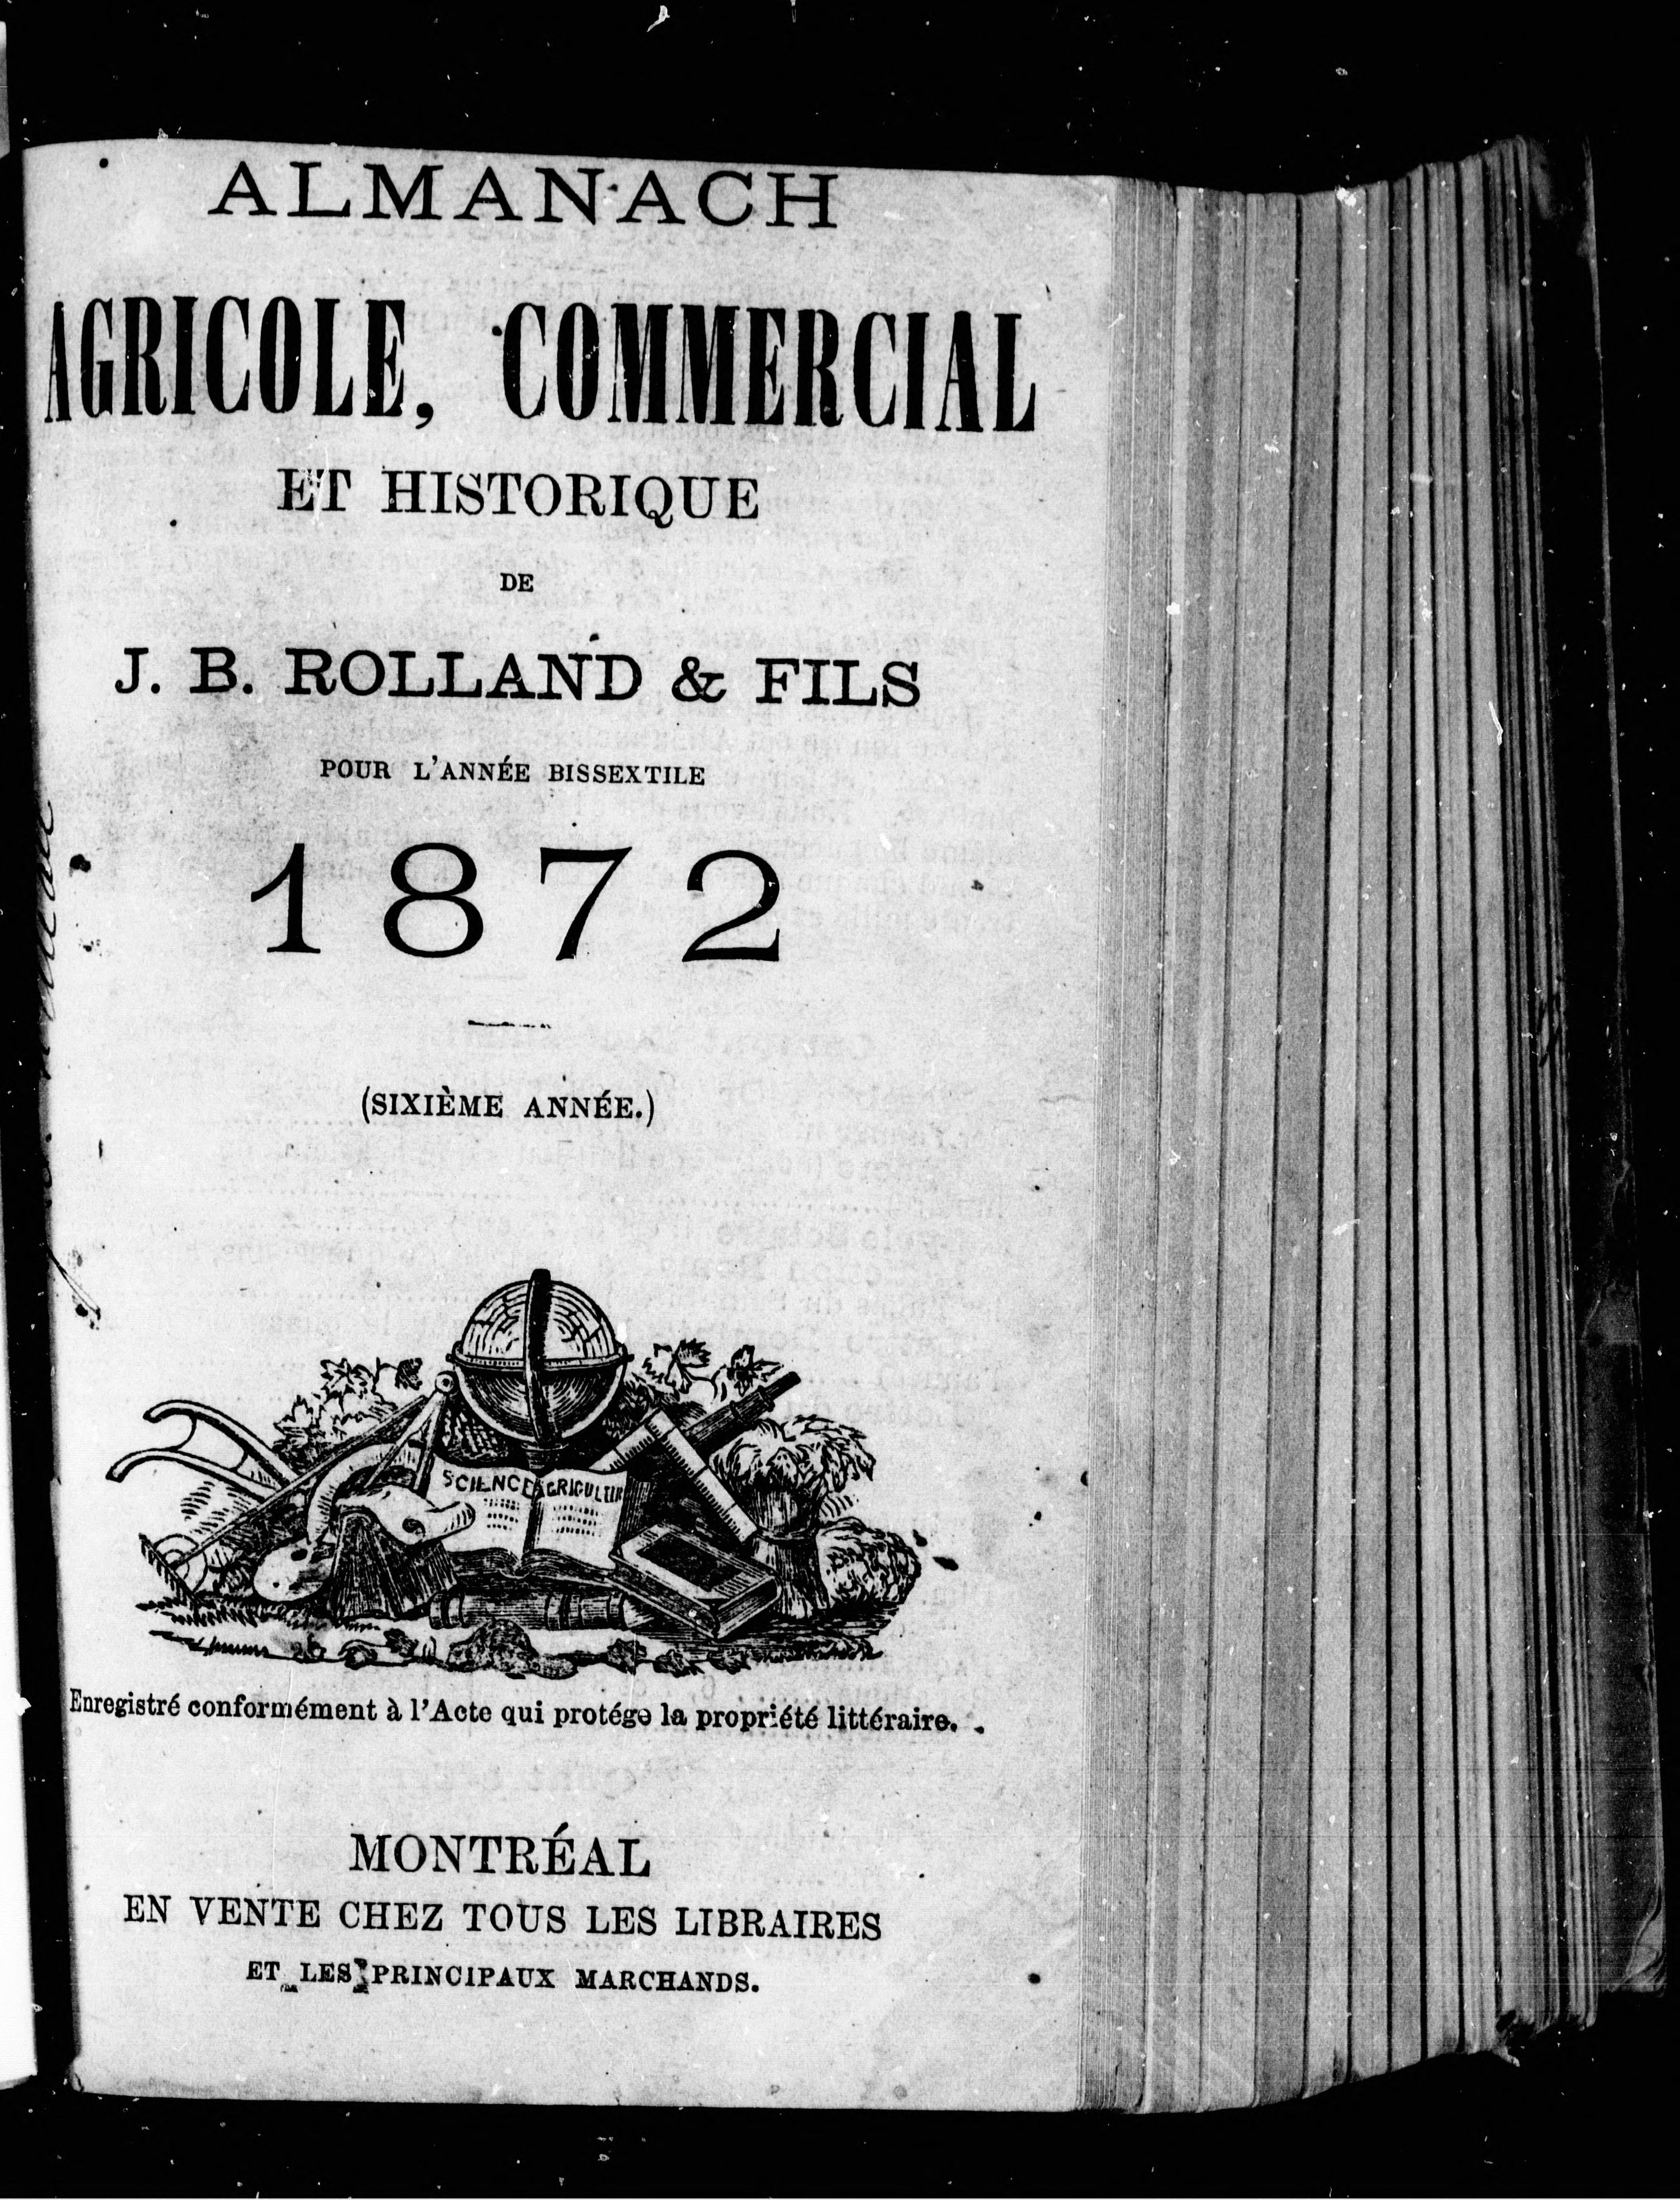 ALMANACH
AGRICOLE, COMMERCIAL
ET HISTORIQUE
DE
J. B. ROLLAND & FILS
POUR L'ANNÉE BISSEXTILE
1872
(SIXIÈME ANNÉE.)
SCIENCE AGRICULTUR
Enregistré conformément à l'Acte qui protége la propriété littéraire.
MONTRÉAL
EN VENTE CHEZ TOUS LES LIBRAIRES
ET LES PRINCIPAUX MARCHANDS.